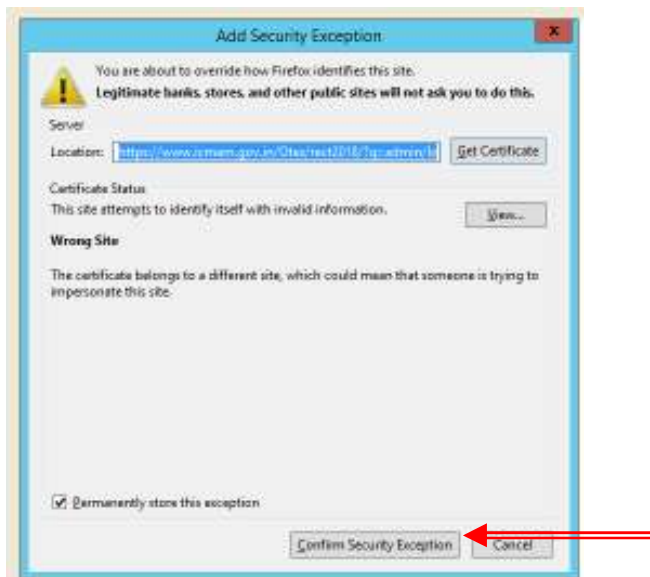 Add Security Exception
You are about to override how Firefox identifies this site.
Legitimate banks, stores, and other public sites will not ask you to do this.
Server
Location:
Get Certificate
Certificate Status
This site attempts to identify itself with invalid information.
View...
Wrong Site
The certificate belongs to a different site, which could mean that someone is trying to
impersonate this site.
Permanently store this exception
Confirm Security Exception
Cancel